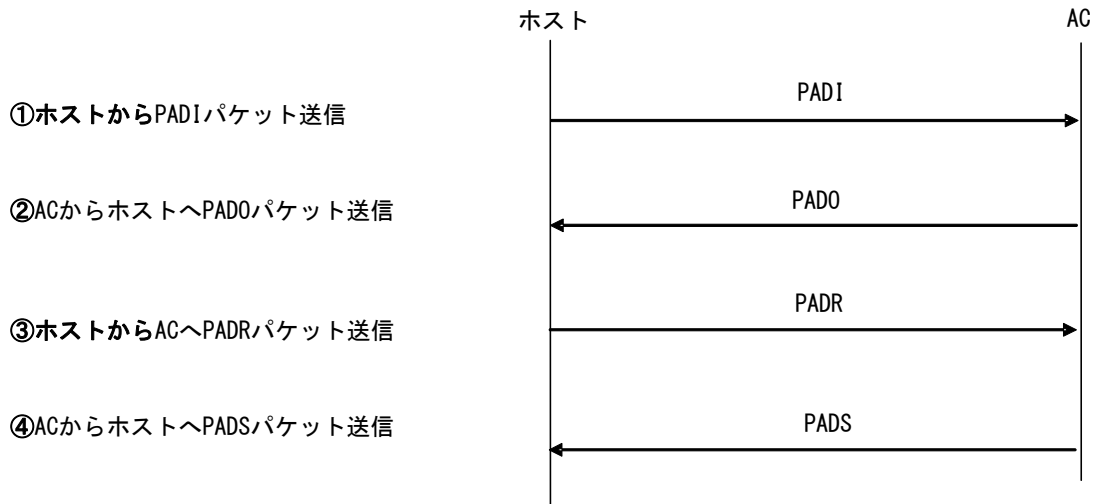 ホスト
AC
①ホストからPADIパケット送信
PADI
②ACからホストへPADOパケット送信
PADO
③ホストからACへPADRパケット送信
PADR
④ACからホストへPADSパケット送信
PADS